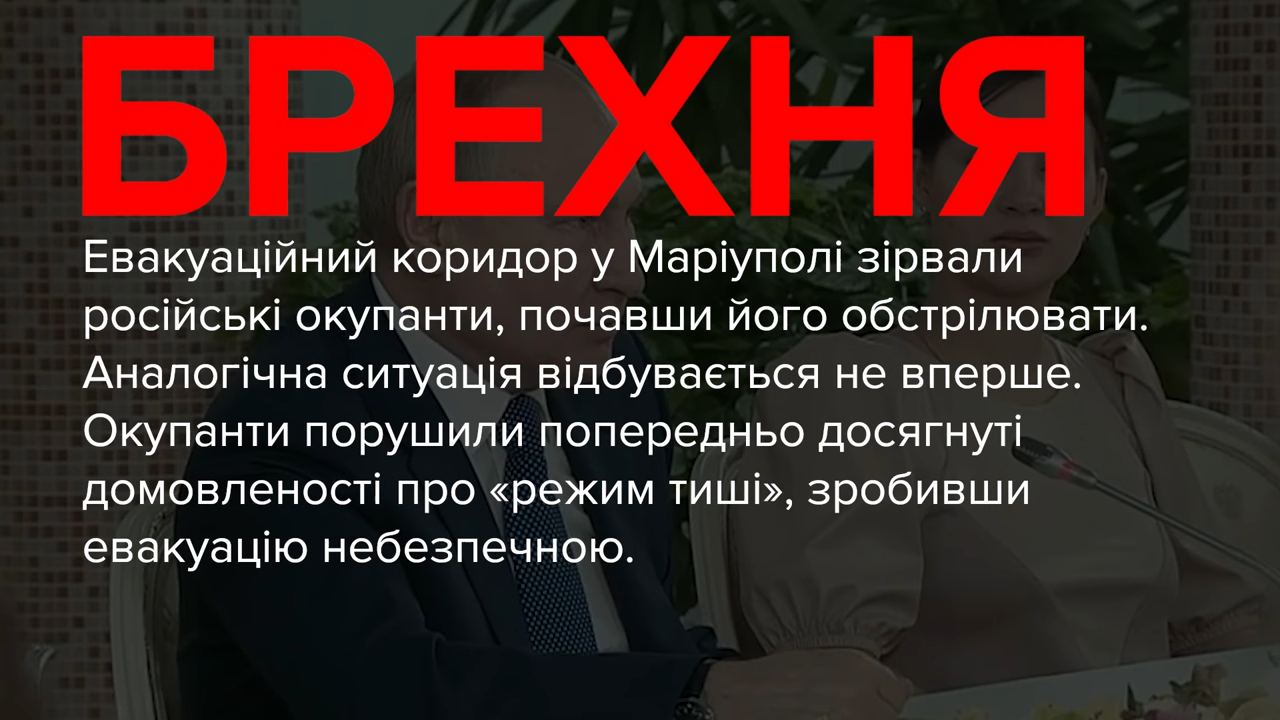 БРЕХНЯ
Евакуаційний коридор у Маріуполі зірвали
російські окупанти, почавши його обстрілювати.
Аналогічна ситуація відбувається не вперше.
Окупанти порушили попередньо досягнуті
домовленості про «режим тиші», зробивши
евакуацію небезпечною.